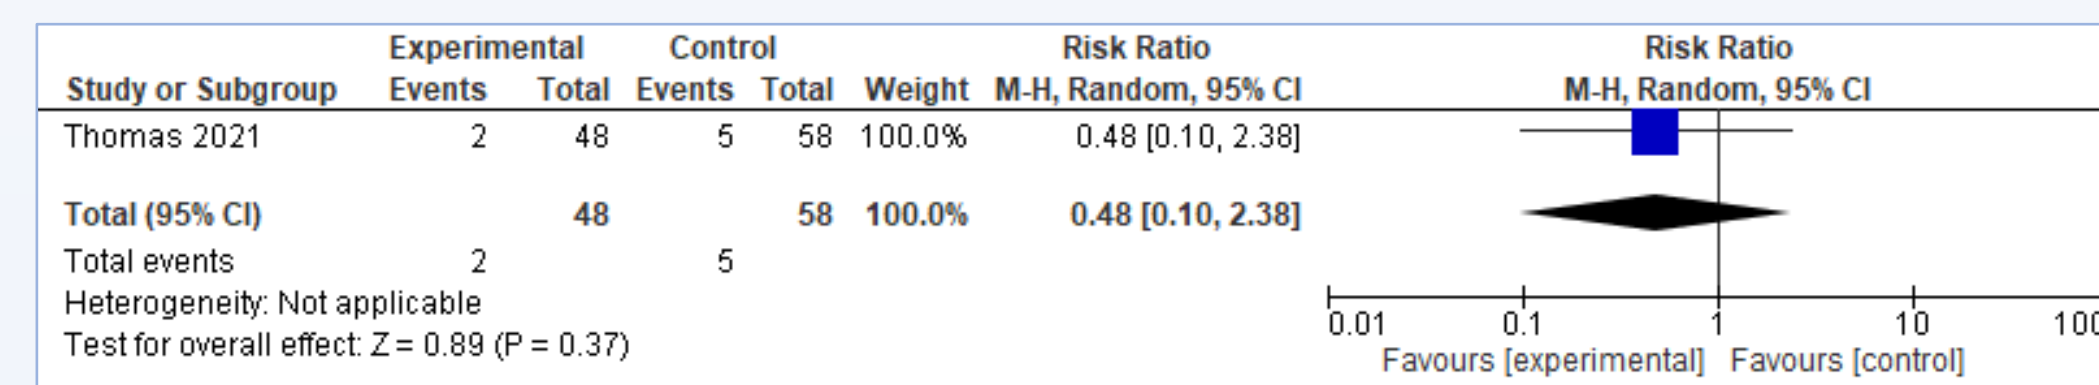 Experimental Control Risk Ratio Risk Ratio
Study or Subgroup Events Total Events Total Weight M-H, Random, 95% CI M-H, Random, 95% CI
Thomas 2021 2 48 5 58 100.0% 0.48 [0.10, 2.38]
Total (95% CI) 48 58 100.0% 0.48 [0.10, 2.38]
Total events 2 5
Heterogeneity: Not applicable
Test for overall effect: Z = 0.89 (P = 0.37)
0.01 0.1 1 10 100
Favours [experimental] Favours [control]